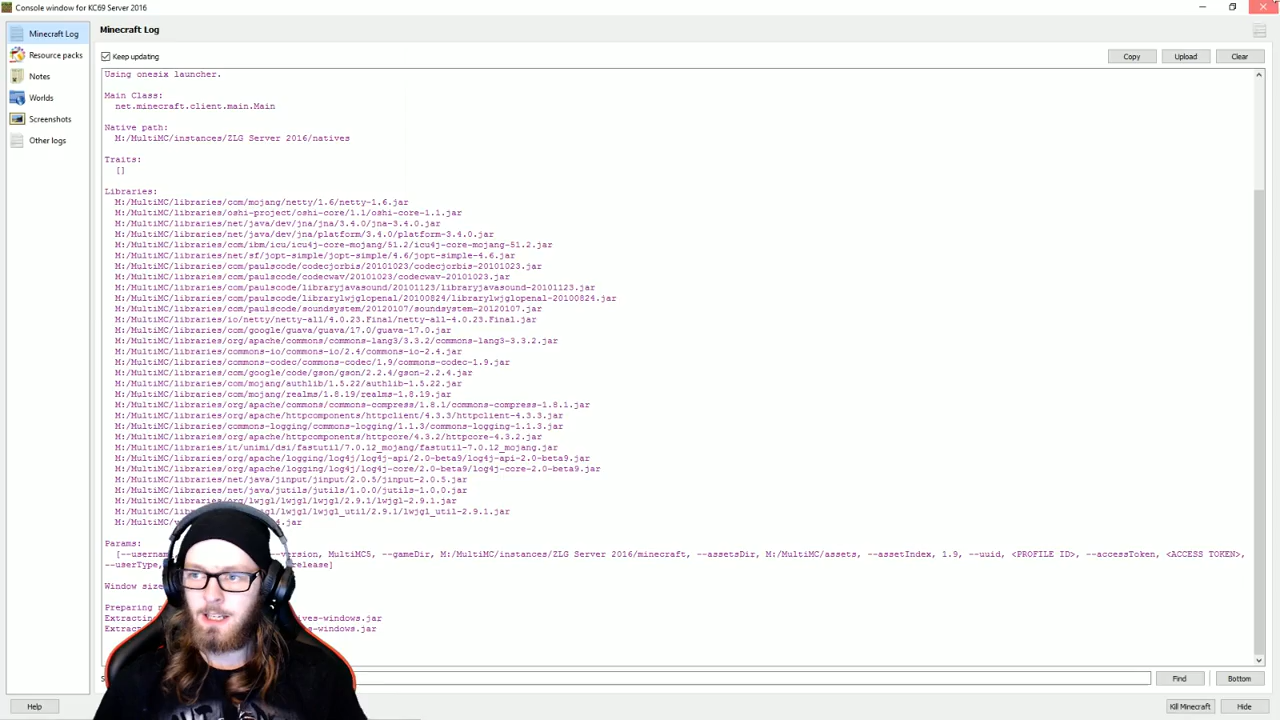 Console window for KC69 Server 2016
Minecraft Log
Resource packs
Notes
Worlds
Screenshots
Other logs
Help
Minecraft Log
Keep updating
Copy
Upload
Clear
Using onesix launcher.
Main Class:
net.minecraft.client.main.Main
Native path:
M:/MultiMC/instances/ZLG Server 2016/natives
Traits:
[]
Libraries:
M:/MultiMC/libraries/com/mojang/netty/1.6/netty-1.6.jar
M:/MultiMC/libraries/oshi-project/oshi-core/1.1/oshi-core-1.1.jar
M:/MultiMC/libraries/net/java/dev/jna/jna/3.4.0/jna-3.4.0.jar
M:/MultiMC/libraries/net/java/dev/jna/platform/3.4.0/platform-3.4.0.jar
M:/MultiMC/libraries/com/ibm/icu/icu4j-core-mojang/51.2/icu4j-core-mojang-51.2.jar
M:/MultiMC/libraries/net/sf/jopt-simple/jopt-simple/4.6/jopt-simple-4.6.jar
M:/MultiMC/libraries/com/paulscode/codecjorbis/20101023/codecjorbis-20101023.jar
M:/MultiMC/libraries/com/paulscode/codecwav/20101023/codecwav-20101023.jar
M:/MultiMC/libraries/com/paulscode/libraryjavasound/20101123/libraryjavasound-20101123.jar
M:/MultiMC/libraries/com/paulscode/librarylwjglopenal/20100824/librarylwjglopenal-20100824.jar
M:/MultiMC/libraries/com/paulscode/soundsystem/20120107/soundsystem-20120107.jar
M:/MultiMC/libraries/io/netty/netty-all/4.0.23.Final/netty-all-4.0.23.Final.jar
M:/MultiMC/libraries/com/google/guava/guava/17.0/guava-17.0.jar
M:/MultiMC/libraries/org/apache/commons/commons-lang3/3.3.2/commons-lang3-3.3.2.jar
M:/MultiMC/libraries/commons-io/commons-io/2.4/commons-io-2.4.jar
M:/MultiMC/libraries/commons-codec/commons-codec/1.9/commons-codec-1.9.jar
M:/MultiMC/libraries/com/google/code/gson/gson/2.2.4/gson-2.2.4.jar
M:/MultiMC/libraries/com/mojang/authlib/1.5.22/authlib-1.5.22.jar
M:/MultiMC/libraries/com/mojang/realms/1.8.19/realms-1.8.19.jar
M:/MultiMC/libraries/org/apache/commons/commons-compress/1.8.1/commons-compress-1.8.1.jar
M:/MultiMC/libraries/org/apache/httpcomponents/httpclient/4.3.3/httpclient-4.3.3.jar
M:/MultiMC/libraries/commons-logging/commons-logging/1.1.3/commons-logging-1.1.3.jar
M:/MultiMC/libraries/org/apache/httpcomponents/httpcore/4.3.2/httpcore-4.3.2.jar
M:/MultiMC/libraries/it/unimi/dsi/fastutil/7.0.12_mojang/fastutil-7.0.12_mojang.jar
M:/MultiMC/libraries/org/apache/logging/log4j/log4j-api/2.0-beta9/log4j-api-2.0-beta9.jar
M:/MultiMC/libraries/org/apache/logging/log4j/log4j-core/2.0-beta9/log4j-core-2.0-beta9.jar
M:/MultiMC/libraries/net/java/jinput/jinput/2.0.5/jinput-2.0.5.jar
M:/MultiMC/libraries/net/java/jutils/jutils/1.0.0/jutils-1.0.0.jar
M:/MultiMC/libraries/org/lwjgl/lwjgl/lwjgl/2.9.1/lwjgl-2.9.1.jar
lwjgl/lwjgl_util/2.9.1/lwjgl_util-2.9.1.jar
M:/MultiMC/ .jar
Params:
version, MultiMC5, --gameDir, M:/MultiMC/instances/ZLG Server 2016/minecraft, --assetsDir, M:/MultiMC/assets, --assetIndex, 1.9, --uuid, <PROFILE ID>, --accessToken, <ACCESS TOKEN>,
--userType, release]
Window
Preparing
-windows.jar
-windows.jar
Find
Bottom
Kill Minecraft
Hide